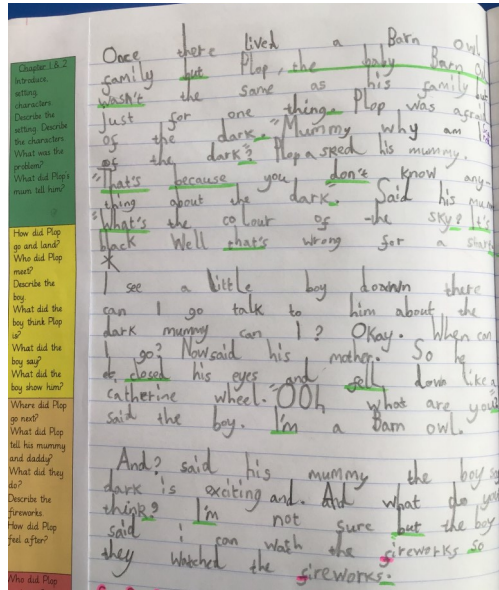 Chapter 1 & 2
Introduce
setting
characters
Describe the
setting. Describe
the characters
What was the
problem?
What did Plop's
mum tell him?
How did Plop
go and land?
Who did Plop
meet?
Describe the
boy.
What did the
boy think Plop
is?
What did the
boy say?
What did the
boy show him?
Where did Plop
go next?
What did Plop
tell his mummy
and daddy?
What did they
do?
Describe the
fireworks.
How did Plop
feel after?
Who did Plop
Once there lived a Barn Owl
family but Plop, the baby Barn
wasn't the same as his family but
Just for one thing. Plop was afraid
of the dark. "Mummy why am I
of the dark"? Plop asked his mummy.
"That's because you don't know any-
thing about the dark." Said his mum
"What's the colour of the sky? It's
black Well that's wrong for a start
I see a little boy down there
can I go talk to him about the
dark mummy can I? Okay. When can
I go? Now said his mother. So he
closed his eyes and fell down like a
catherine wheel. "OOh what are you"
said the boy. I'm a Barn owl.
And? said his mummy the boy say
dark is exciting and. And what do you
think? I'm not sure but the boy
said i can wash the fireworks so
they watched the fireworks.